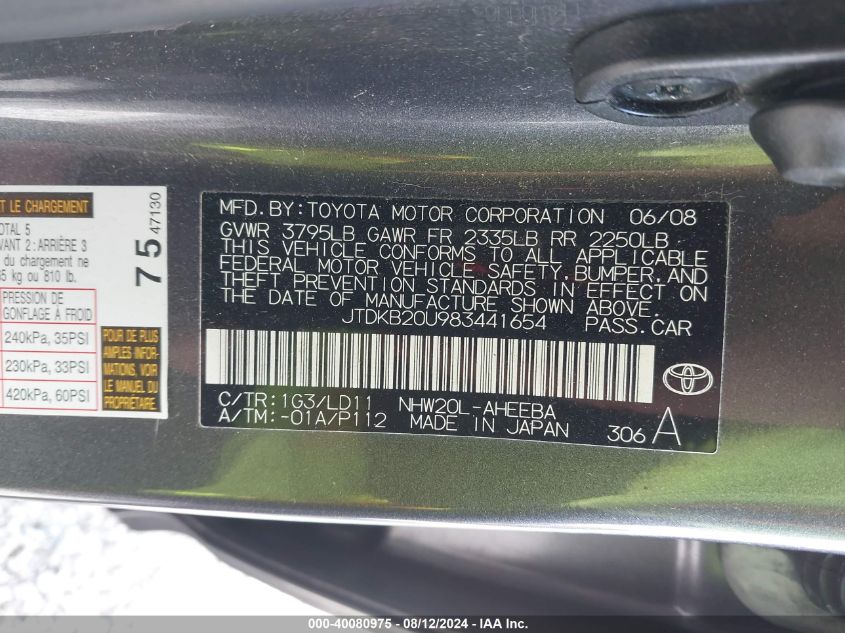 T LE CHARGEMENT
OTAL 5
VANT 2 : ARRIÈRE 3
du chargement ne
5 kg ou 810 lb.
PRESSION DE
GONFLAGE À FROID
240kPa, 35PSI
230kPa, 33PSI
420kPa, 60PSI
POUR DE PLUS
AMPLES INFOR-
MATIONS, VOIR
LE MANUEL DU
PROPRIÉTAIRE
75
47130
MFD. BY: TOYOTA MOTOR CORPORATION 06/08
GVWR 3795LB GAWR FR 2335LB RR 2250LB
THIS VEHICLE CONFORMS TO ALL APPLICABLE
FEDERAL MOTOR VEHICLE SAFETY, BUMPER, AND
THEFT PREVENTION STANDARDS IN EFFECT ON
THE DATE OF MANUFACTURE SHOWN ABOVE.
JTDKB20U983441654 PASS. CAR
C/TR: 1G3/LD11 NHW20L-AHEEBA
A/TM: -01A/P112 MADE IN JAPAN 306 A
000-40080975 - 08/12/2024 - IAA Inc.